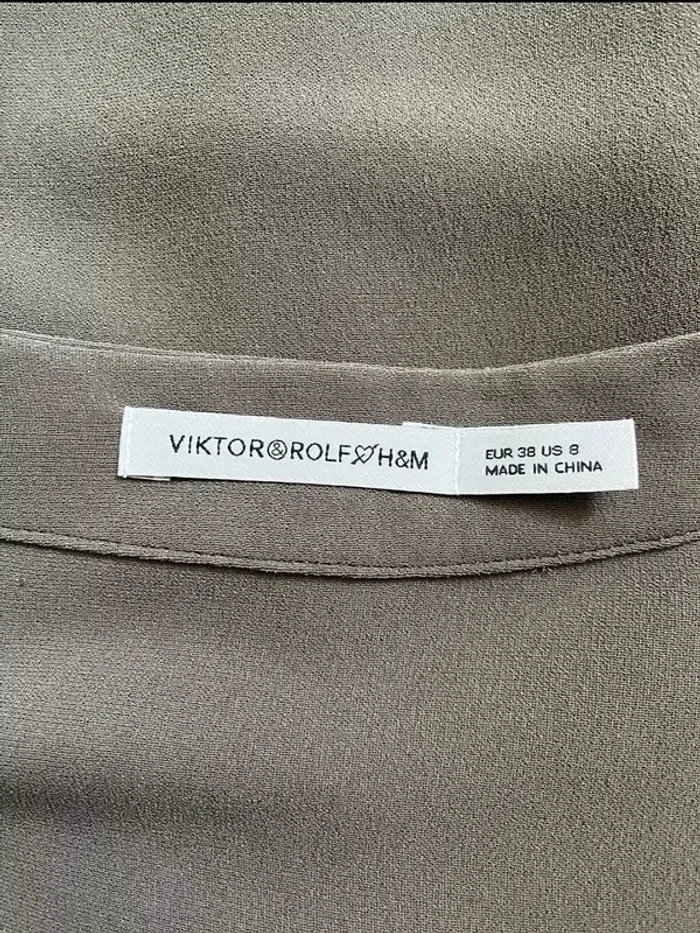 VIKTOR&ROLF♡H&M
EUR 38 US 8
MADE IN CHINA